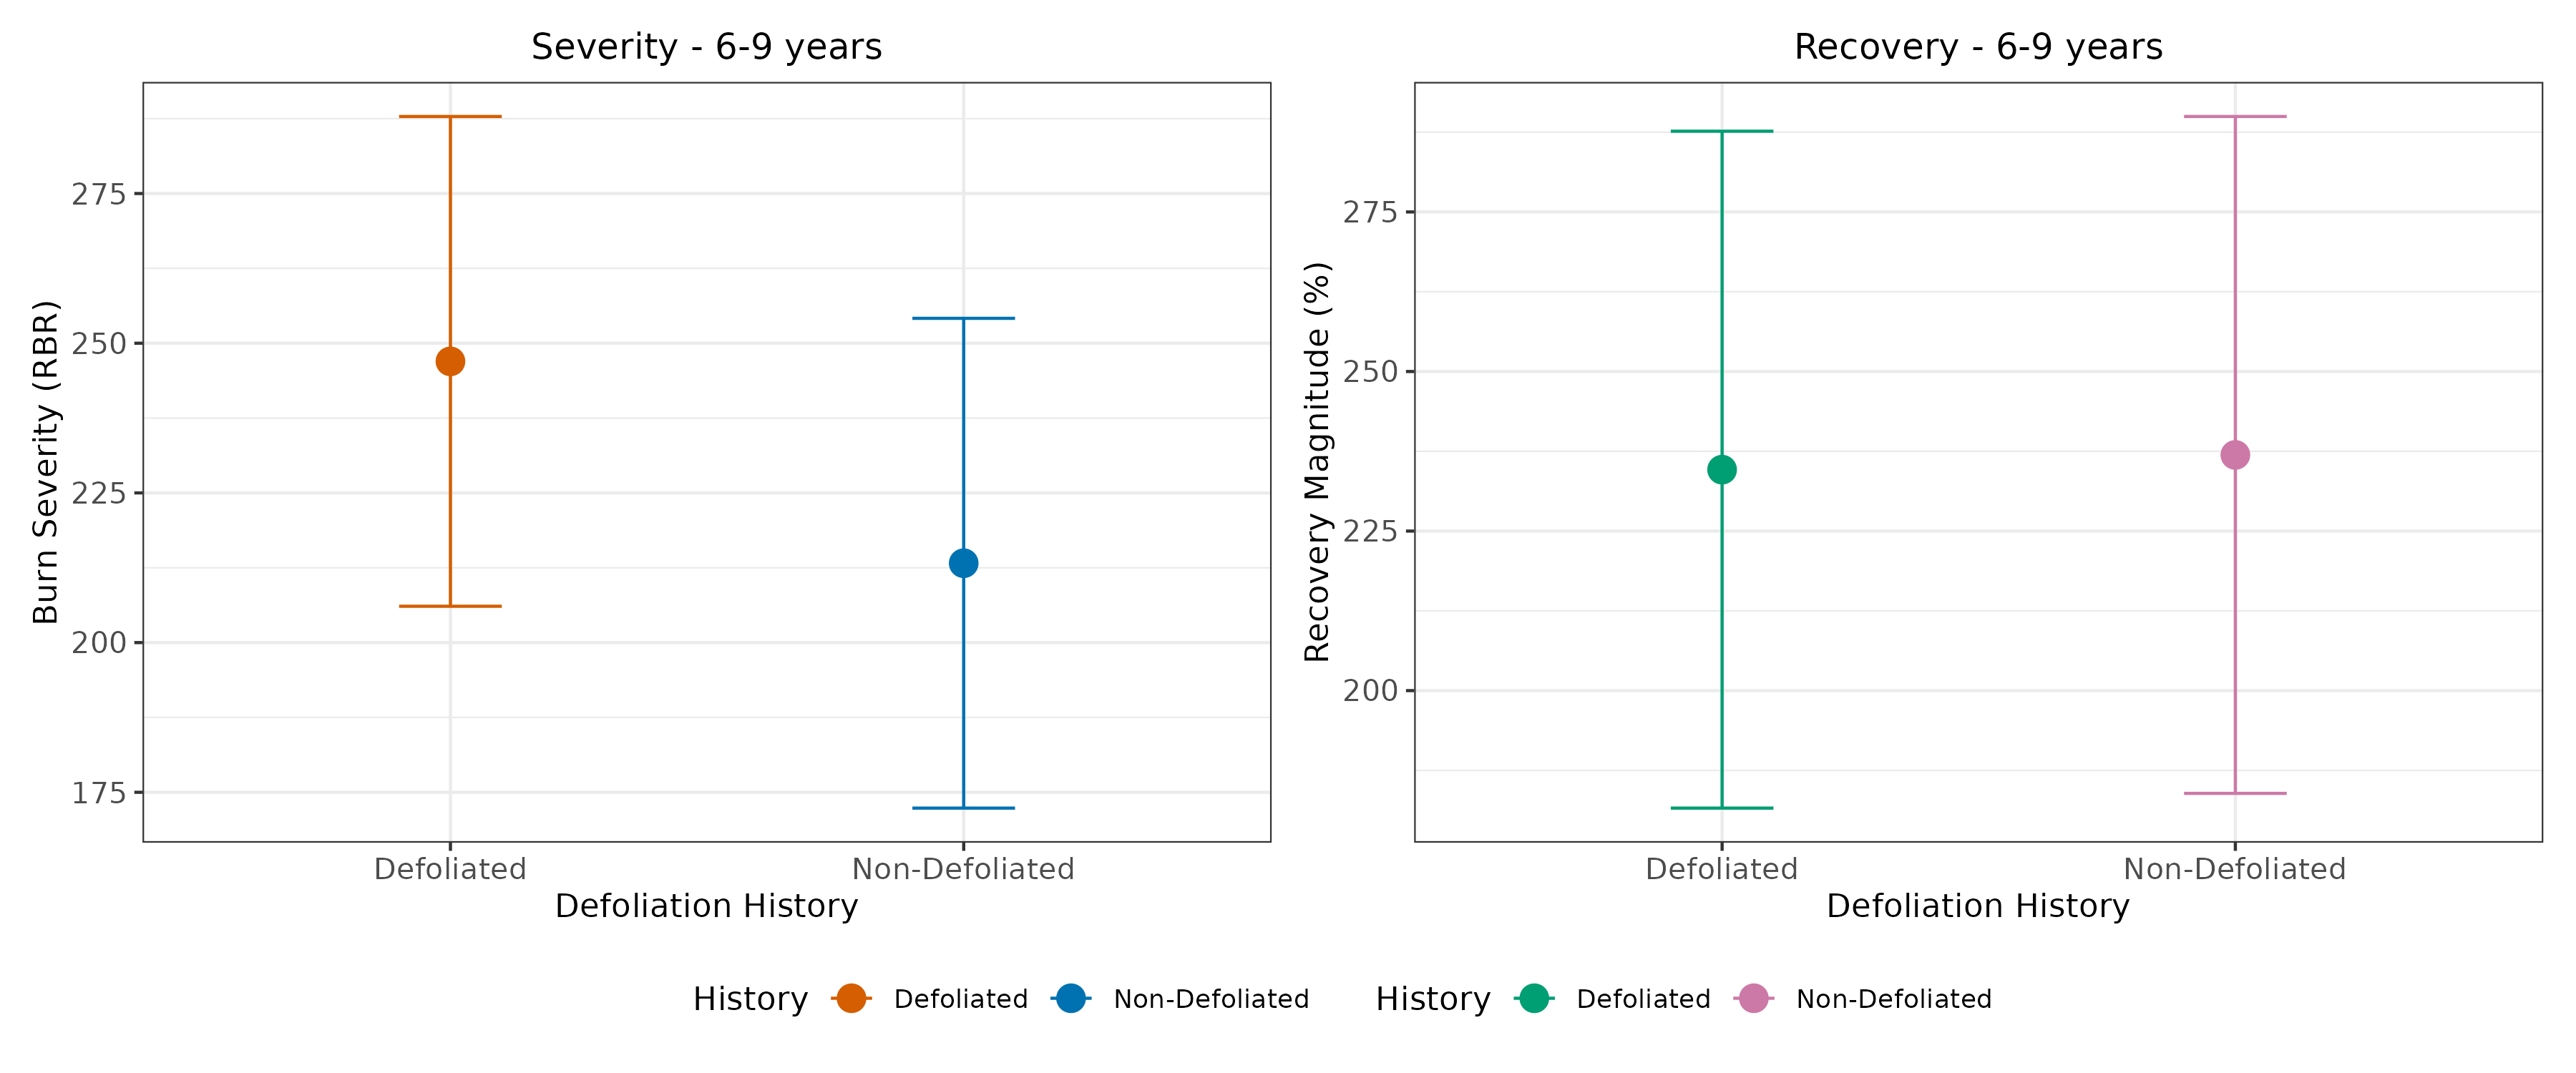 Severity - 6-9 years
Burn Severity (RBR)
275
250
225
200
175
Defoliated Non-Defoliated
Defoliation History
Recovery - 6-9 years
Recovery Magnitude (%)
275
250
225
200
Defoliated Non-Defoliated
Defoliation History
History Defoliated Non-Defoliated
History Defoliated Non-Defoliated